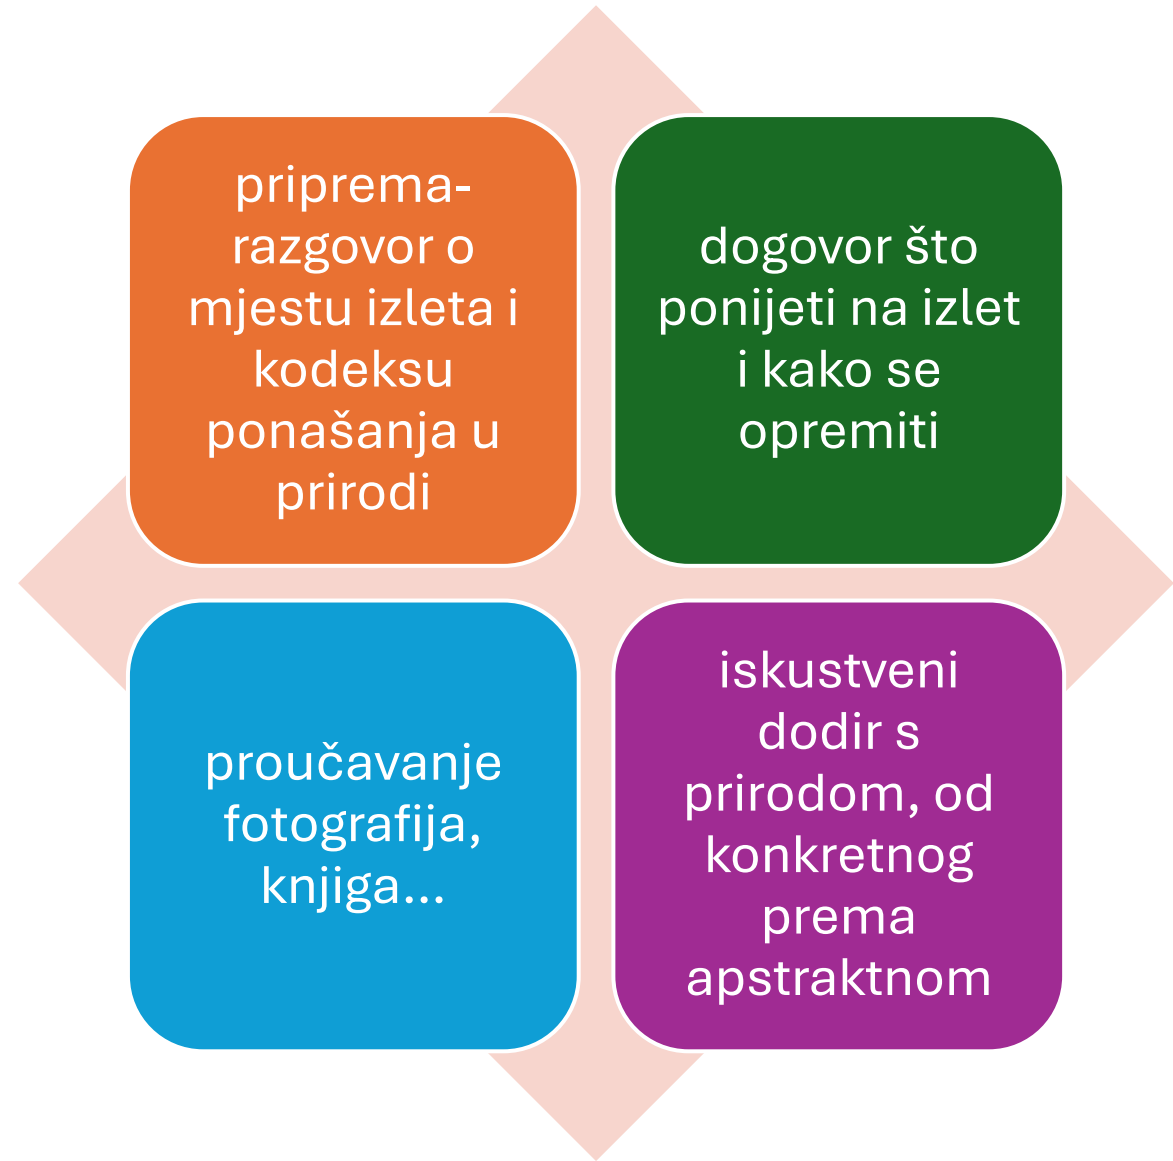 priprema-
razgovor o
mjestu izleta i
kodeksu
ponašanja u
prirodi
dogovor što
ponijeti na izlet
i kako se
opremiti
proučavanje
fotografija,
knjiga...
iskustveni
dodir s
prirodom, od
konkretnog
prema
apstraktnom